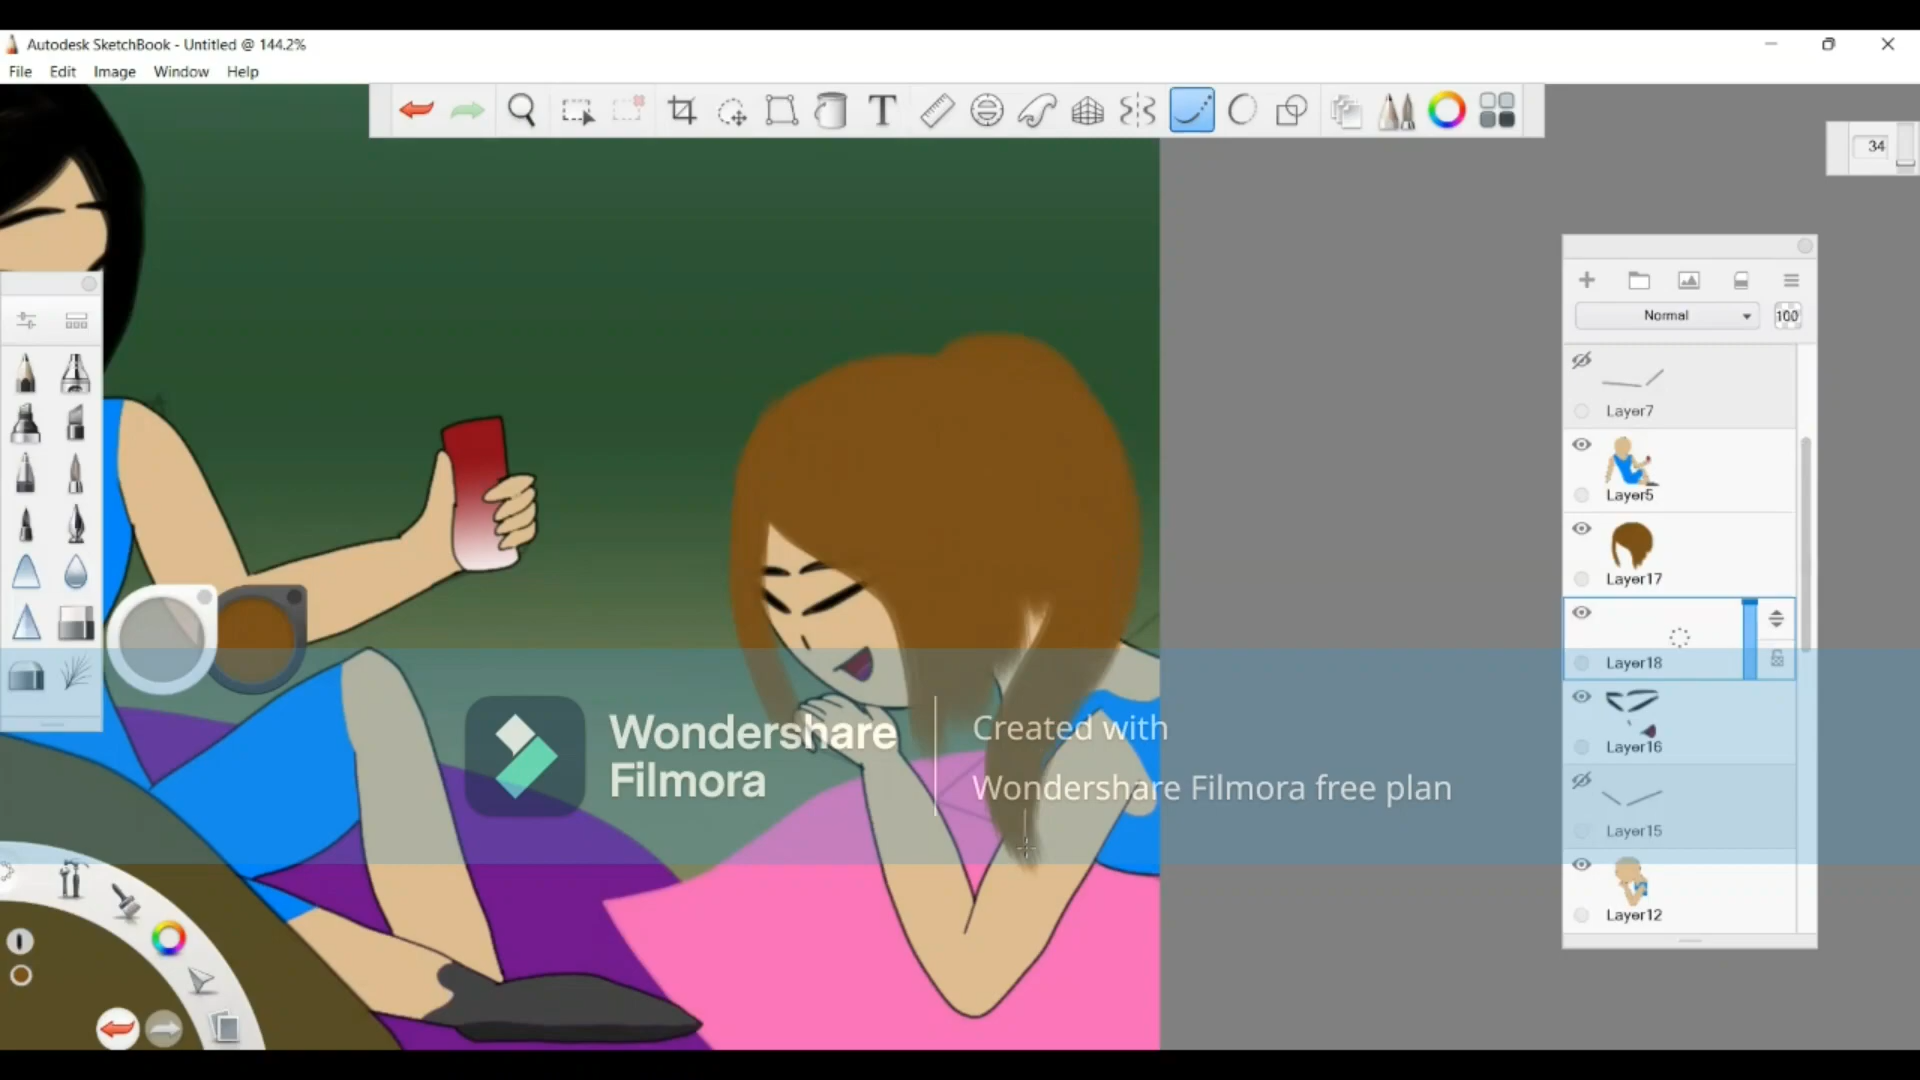 Autodesk SketchBook - Untitled @ 144.2%
File Edit Image Window Help
T
34
Normal 100
Layer7
Layer5
Layer17
Layer18
Layer16
Layer15
Layer12
Wondershare
Filmora
Created with
Wondershare Filmora free plan